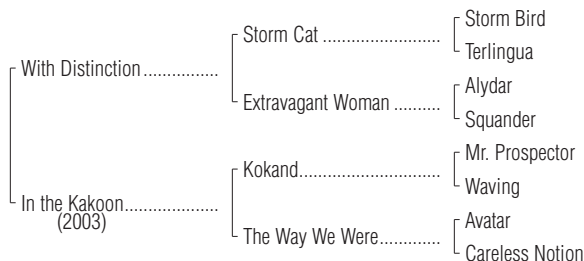 Storm Bird
Storm Cat ........................
Terlingua
With Distinction ...............
Alydar
Extravagant Woman ..........
Squander
Mr. Prospector
Kokand.............................
Waving
In the Kakoon...................
(2003)
Avatar
The Way We Were.............
Careless Notion